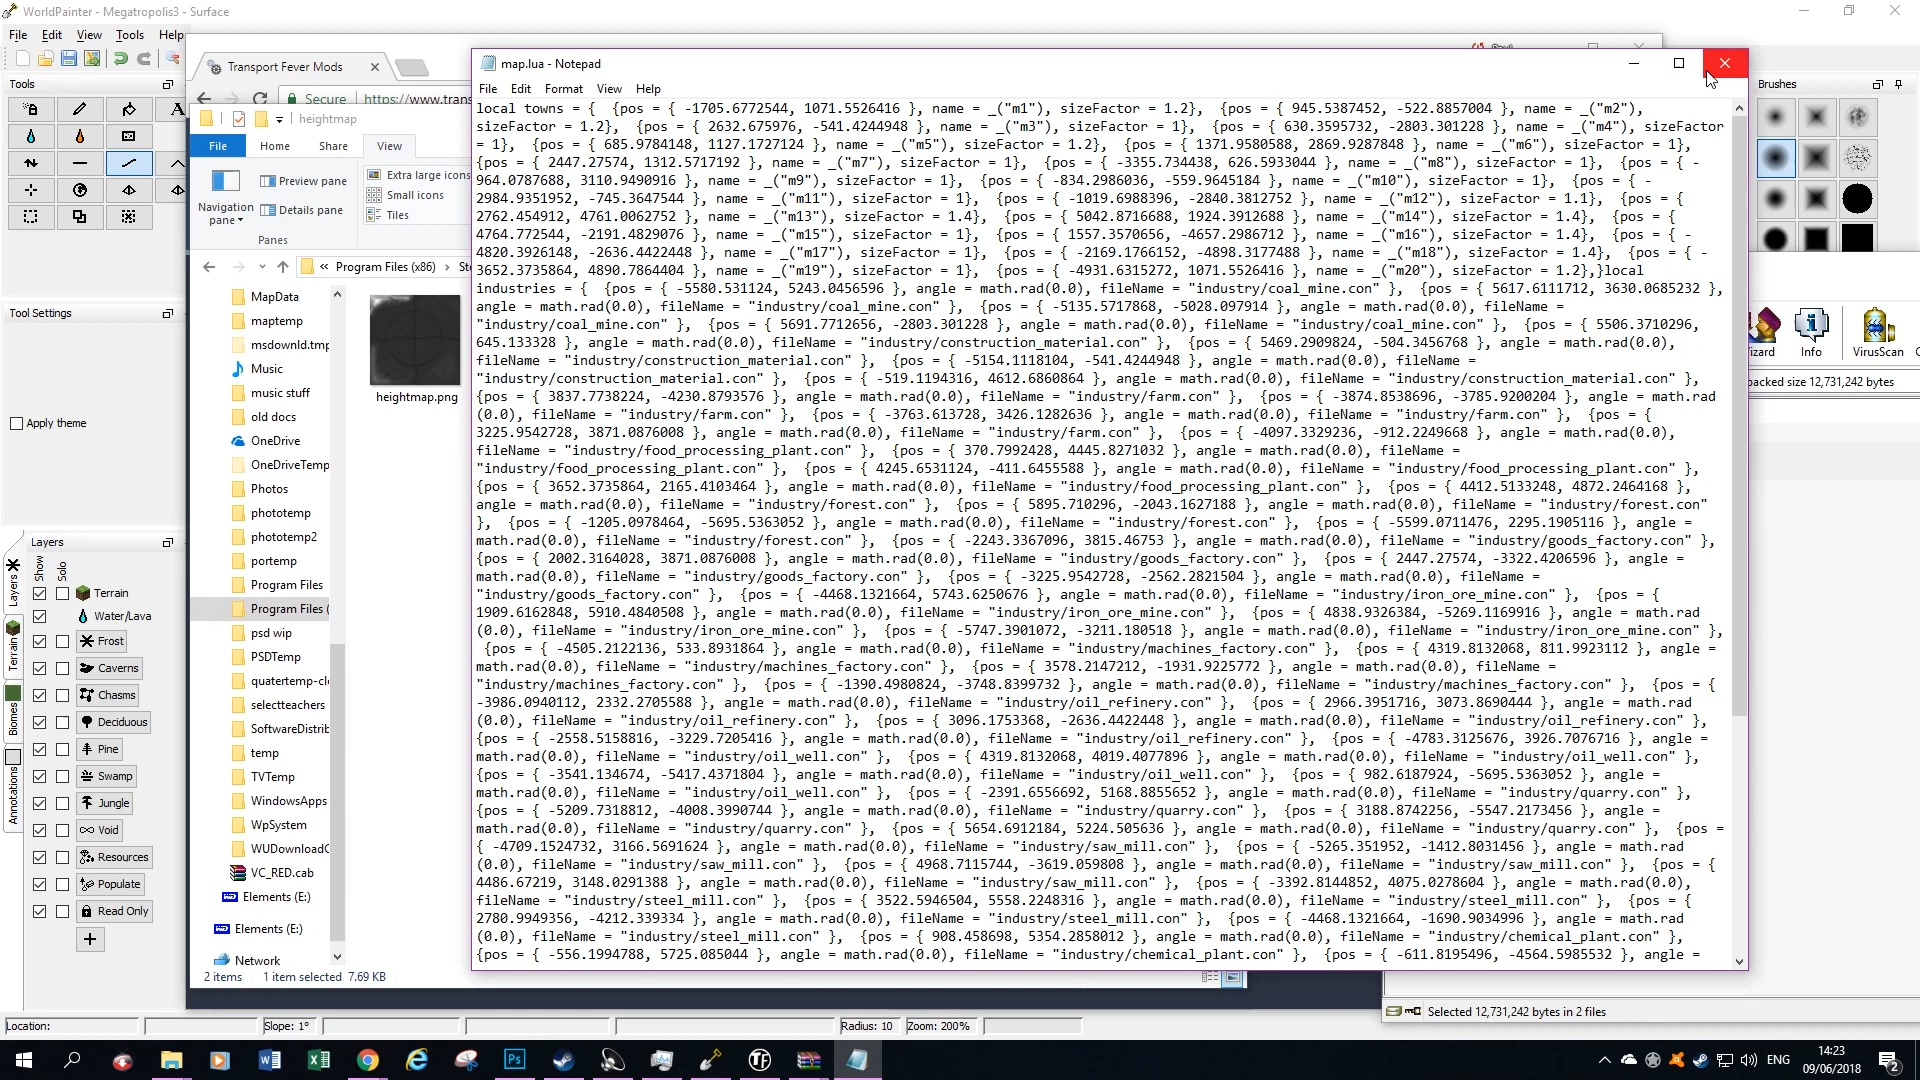 WorldPainter - Megatropolis3 - Surface
File Edit View Tools Help
Tools
Tool Settings
Apply theme
Layers
Show
Solo
Layers
Terrain
Biomes
Annotations
Terrain
Water/Lava
Frost
Caverns
Chasms
Deciduous
Pine
Swamp
Jungle
Void
Resources
Populate
Read Only
Transport Fever Mods
Secure https://www.trans
heightmap
File Home Share View
Navigation
pane
Preview pane
Details pane
Panes
Extra large icons
Small icons
Tiles
Program Files (x86)
MapData
maptemp
msdownld.tmp
Music
music stuff
old docs
OneDrive
OneDriveTemp
Photos
phototemp
phototemp2
portemp
Program Files
Program Files (
psd wip
PSDTemp
quatertemp-cle
selectteachers
SoftwareDistrib
temp
TVTemp
WindowsApps
WpSystem
WUDownloadC
VC_RED.cab
Elements (E:)
Elements (E:)
Network
heightmap.png
2 items 1 item selected 7.69 KB
map.lua - Notepad
File Edit Format View Help
local towns = {  {pos = { -1705.6772544, 1071.5526416 }, name = _("m1"), sizeFactor = 1.2},  {pos = { 945.5387452, -522.8857004 }, name = _("m2"),
sizeFactor = 1.2},  {pos = { 2632.675976, -541.4244948 }, name = _("m3"), sizeFactor = 1},  {pos = { 630.3595732, -2803.301228 }, name = _("m4"), sizeFactor
= 1},  {pos = { 685.9784148, 1127.1727124 }, name = _("m5"), sizeFactor = 1.2},  {pos = { 1371.9580588, 2869.9287848 }, name = _("m6"), sizeFactor = 1},
{pos = { 2447.27574, 1312.5717192 }, name = _("m7"), sizeFactor = 1},  {pos = { -3355.734438, 626.5933044 }, name = _("m8"), sizeFactor = 1},  {pos = { -
964.0787688, 3110.9490916 }, name = _("m9"), sizeFactor = 1},  {pos = { -834.2986036, -559.9645184 }, name = _("m10"), sizeFactor = 1},  {pos = { -
2984.9351952, -745.3647544 }, name = _("m11"), sizeFactor = 1},  {pos = { -1019.6988396, -2840.3812752 }, name = _("m12"), sizeFactor = 1.1},  {pos = {
2762.454912, 4761.0062752 }, name = _("m13"), sizeFactor = 1.4},  {pos = { 5042.8716688, 1924.3912688 }, name = _("m14"), sizeFactor = 1.4},  {pos = {
4764.772544, -2191.4829076 }, name = _("m15"), sizeFactor = 1},  {pos = { 1557.3570656, -4657.2986712 }, name = _("m16"), sizeFactor = 1.4},  {pos = { -
4820.3926148, -2636.4422448 }, name = _("m17"), sizeFactor = 1},  {pos = { -2169.1766152, -4898.3177488 }, name = _("m18"), sizeFactor = 1.4},  {pos = { -
3652.3735864, 4890.7864404 }, name = _("m19"), sizeFactor = 1},  {pos = { -4931.6315272, 1071.5526416 }, name = _("m20"), sizeFactor = 1.2},}local
industries = {  {pos = { -5580.531124, 5243.0456596 }, angle = math.rad(0.0), fileName = "industry/coal_mine.con" },  {pos = { 5617.6111712, 3630.0685232 },
angle = math.rad(0.0), fileName = "industry/coal_mine.con" },  {pos = { -5135.5717868, -5028.097914 }, angle = math.rad(0.0), fileName =
"industry/coal_mine.con" },  {pos = { 5691.7712656, -2803.301228 }, angle = math.rad(0.0), fileName = "industry/coal_mine.con" },  {pos = { 5506.3710296,
645.133328 }, angle = math.rad(0.0), fileName = "industry/construction_material.con" },  {pos = { 5469.2909824, -504.3456768 }, angle = math.rad(0.0),
fileName = "industry/construction_material.con" },  {pos = { -5154.1118104, -541.4244948 }, angle = math.rad(0.0), fileName =
"industry/construction_material.con" },  {pos = { -519.1194316, 4612.6860864 }, angle = math.rad(0.0), fileName = "industry/construction_material.con" },
{pos = { 3837.7738224, -4230.8793576 }, angle = math.rad(0.0), fileName = "industry/farm.con" },  {pos = { -3874.8538696, -3785.9200204 }, angle = math.rad
(0.0), fileName = "industry/farm.con" },  {pos = { -3763.613728, 3426.1282636 }, angle = math.rad(0.0), fileName = "industry/farm.con" },  {pos = {
3225.9542728, 3871.0876008 }, angle = math.rad(0.0), fileName = "industry/farm.con" },  {pos = { -4097.3329236, -912.2249668 }, angle = math.rad(0.0),
fileName = "industry/food_processing_plant.con" },  {pos = { 370.7992428, 4445.8271032 }, angle = math.rad(0.0), fileName =
"industry/food_processing_plant.con" },  {pos = { 4245.6531124, -411.6455588 }, angle = math.rad(0.0), fileName = "industry/food_processing_plant.con" },
{pos = { 3652.3735864, 2165.4103464 }, angle = math.rad(0.0), fileName = "industry/food_processing_plant.con" },  {pos = { 4412.5133248, 4872.2464168 },
angle = math.rad(0.0), fileName = "industry/forest.con" },  {pos = { 5895.710296, -2043.1627188 }, angle = math.rad(0.0), fileName = "industry/forest.con"
},  {pos = { -1205.0978464, -5695.5363052 }, angle = math.rad(0.0), fileName = "industry/forest.con" },  {pos = { -5599.0711476, 2295.1905116 }, angle =
math.rad(0.0), fileName = "industry/forest.con" },  {pos = { -2243.3367096, 3815.46753 }, angle = math.rad(0.0), fileName = "industry/goods_factory.con" },
{pos = { 2002.3164028, 3871.0876008 }, angle = math.rad(0.0), fileName = "industry/goods_factory.con" },  {pos = { 2447.27574, -3322.4206596 }, angle =
math.rad(0.0), fileName = "industry/goods_factory.con" },  {pos = { -3225.9542728, -2562.2821504 }, angle = math.rad(0.0), fileName =
"industry/goods_factory.con" },  {pos = { -4468.1321664, 5743.6250676 }, angle = math.rad(0.0), fileName = "industry/iron_ore_mine.con" },  {pos = {
1909.6162848, 5910.4840508 }, angle = math.rad(0.0), fileName = "industry/iron_ore_mine.con" },  {pos = { 4838.9326384, -5269.1169916 }, angle = math.rad
(0.0), fileName = "industry/iron_ore_mine.con" },  {pos = { -5747.3901072, -3211.180518 }, angle = math.rad(0.0), fileName = "industry/iron_ore_mine.con" },
{pos = { -4505.2122136, 533.8931864 }, angle = math.rad(0.0), fileName = "industry/machines_factory.con" },  {pos = { 4319.8132068, 811.9923112 }, angle =
math.rad(0.0), fileName = "industry/machines_factory.con" },  {pos = { 3578.2147212, -1931.9225772 }, angle = math.rad(0.0), fileName =
"industry/machines_factory.con" },  {pos = { -1390.4980824, -3748.8399732 }, angle = math.rad(0.0), fileName = "industry/machines_factory.con" },  {pos = {
-3986.0940112, 2332.2705588 }, angle = math.rad(0.0), fileName = "industry/oil_refinery.con" },  {pos = { 2966.3951716, 3073.8690444 }, angle = math.rad
(0.0), fileName = "industry/oil_refinery.con" },  {pos = { 3096.1753368, -2636.4422448 }, angle = math.rad(0.0), fileName = "industry/oil_refinery.con" },
{pos = { -2558.5158816, -3229.7205416 }, angle = math.rad(0.0), fileName = "industry/oil_refinery.con" },  {pos = { -4783.3125676, 3926.7076716 }, angle =
math.rad(0.0), fileName = "industry/oil_well.con" },  {pos = { 4319.8132068, 4019.4077896 }, angle = math.rad(0.0), fileName = "industry/oil_well.con" },
{pos = { -3541.134674, -5417.4371804 }, angle = math.rad(0.0), fileName = "industry/oil_well.con" },  {pos = { 982.6187924, -5695.5363052 }, angle =
math.rad(0.0), fileName = "industry/oil_well.con" },  {pos = { -2391.6556692, 5168.8855652 }, angle = math.rad(0.0), fileName = "industry/quarry.con" },
{pos = { -5209.7318812, -4008.3990744 }, angle = math.rad(0.0), fileName = "industry/quarry.con" },  {pos = { 3188.8742256, -5547.2173456 }, angle =
math.rad(0.0), fileName = "industry/quarry.con" },  {pos = { 5654.6912184, 5224.505636 }, angle = math.rad(0.0), fileName = "industry/quarry.con" },  {pos =
{ -4709.1524732, 3166.5691624 }, angle = math.rad(0.0), fileName = "industry/saw_mill.con" },  {pos = { -5265.351952, -1412.8031456 }, angle = math.rad
(0.0), fileName = "industry/saw_mill.con" },  {pos = { 4968.7115744, -3619.059808 }, angle = math.rad(0.0), fileName = "industry/saw_mill.con" },  {pos = {
4486.67219, 3148.0291388 }, angle = math.rad(0.0), fileName = "industry/saw_mill.con" },  {pos = { -3392.8144852, 4075.0278604 }, angle = math.rad(0.0),
fileName = "industry/steel_mill.con" },  {pos = { 3522.5946504, 5558.2248316 }, angle = math.rad(0.0), fileName = "industry/steel_mill.con" },  {pos = {
2780.9949356, -4212.339334 }, angle = math.rad(0.0), fileName = "industry/steel_mill.con" },  {pos = { -4468.1321664, -1690.9034996 }, angle = math.rad
(0.0), fileName = "industry/steel_mill.con" },  {pos = { 908.458698, 5354.2858012 }, angle = math.rad(0.0), fileName = "industry/chemical_plant.con" },
{pos = { -556.1994788, 5725.085044 }, angle = math.rad(0.0), fileName = "industry/chemical_plant.con" },  {pos = { -611.8195496, -4564.5985532 }, angle =
Brushes
izard
Info
VirusScan
packed size 12,731,242 bytes
Selected 12,731,242 bytes in 2 files
Location:
Slope: 1°
Radius: 10
Zoom: 200%
ENG
14:23
09/06/2018
2